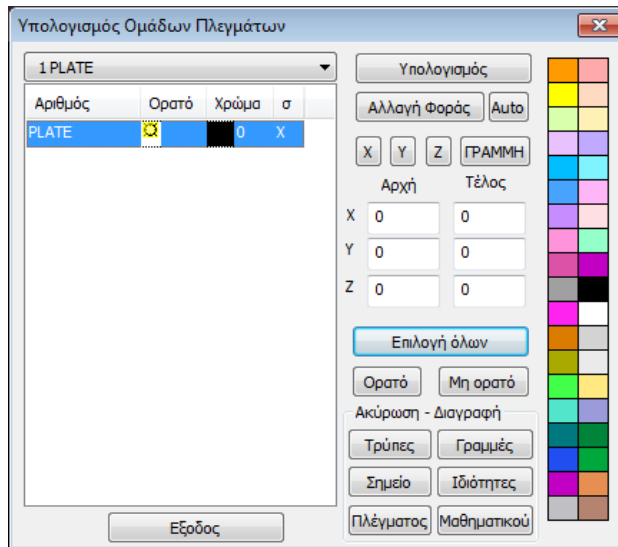 Υπολογισμός Ομάδων Πλεγμάτων
1 PLATE
Υπολογισμός
Αριθμός Ορατό Χρώμα σ
Αλλαγή Φοράς Auto
PLATE 0 X
X Y Z ΓΡΑΜΜΗ
Αρχή Τέλος
X 0 0
Y 0 0
Z 0 0
Επιλογή όλων
Ορατό Μη ορατό
Ακύρωση - Διαγραφή
Τρύπες Γραμμές
Σημείο Ιδιότητες
Πλέγματος Μαθηματικού
Εξοδος